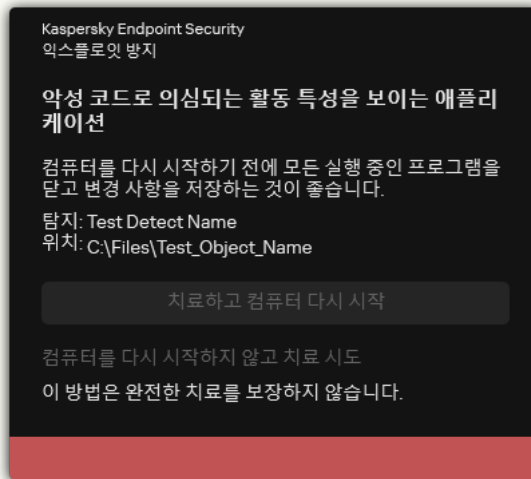 Kaspersky Endpoint Security
익스플로잇 방지
악성 코드로 의심되는 활동 특성을 보이는 애플리
케이션
컴퓨터를 다시 시작하기 전에 모든 실행 중인 프로그램을
닫고 변경 사항을 저장하는 것이 좋습니다.
탐지: Test Detect Name
위치: C:\Files\Test_Object_Name
치료하고 컴퓨터 다시 시작
컴퓨터를 다시 시작하지 않고 치료 시도
이 방법은 완전한 치료를 보장하지 않습니다.